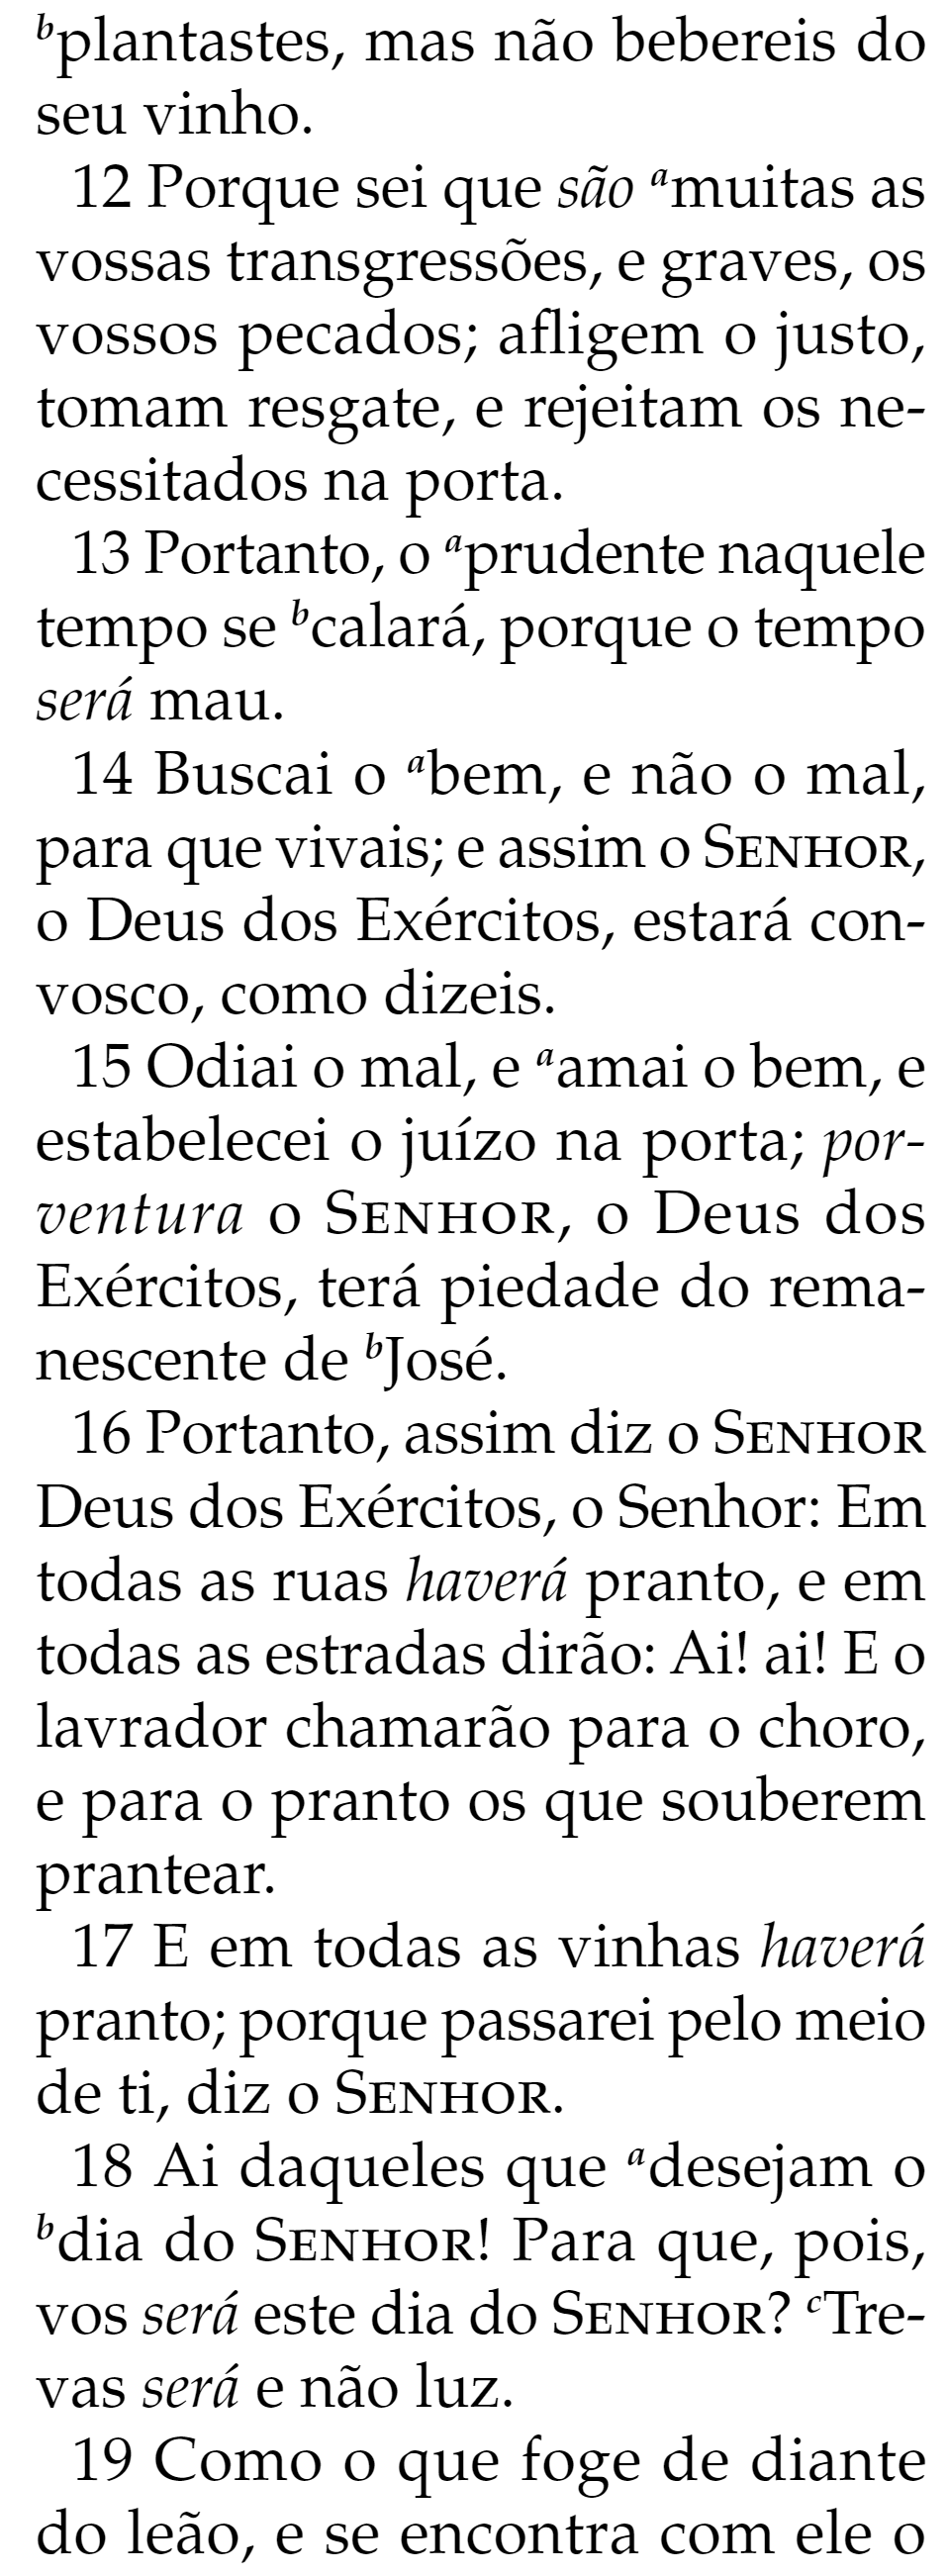 bplantastes, mas não bebereis do
seu vinho.
12 Porque sei que são amuitas as
vossas transgressões, e graves, os
vossos pecados; afligem o justo,
tomam resgate, e rejeitam os ne-
cessitados na porta.
13 Portanto, o aprudente naquele
tempo se bcalará, porque o tempo
será mau.
14 Buscai o abem, e não o mal,
para que vivais; e assim o SENHOR,
o Deus dos Exércitos, estará con-
vosco, como dizeis.
15 Odiai o mal, e aamai o bem, e
estabelecei o juízo na porta; por-
ventura o SENHOR, o Deus dos
Exércitos, terá piedade do rema-
nescente de bJosé.
16 Portanto, assim diz o SENHOR
Deus dos Exércitos, o Senhor: Em
todas as ruas haverá pranto, e em
todas as estradas dirão: Ai! ai! E o
lavrador chamarão para o choro,
e para o pranto os que souberem
prantear.
17 E em todas as vinhas haverá
pranto; porque passarei pelo meio
de ti, diz o SENHOR.
18 Ai daqueles que adesejam o
bdia do SENHOR! Para que, pois,
vos será este dia do SENHOR? cTre-
vas será e não luz.
19 Como o que foge de diante
do leão, e se encontra com ele o